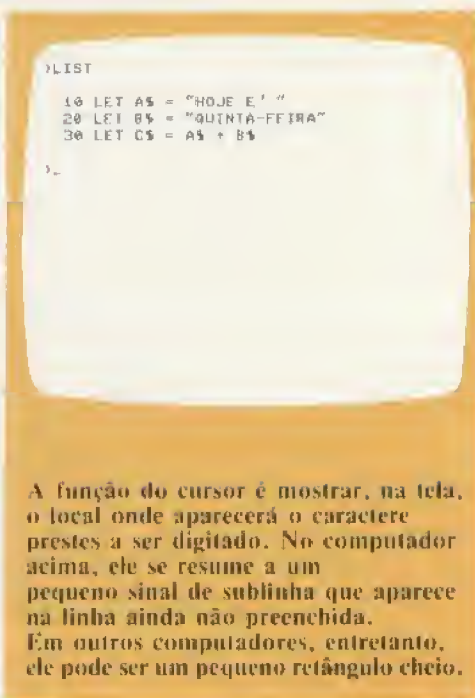 >LIST
10 LET A$ = "HOJE E' "
20 LET B$ = "QUINTA-FEIRA"
30 LET C$ = A$ + B$
>_
A função do cursor é mostrar, na tela,
o local onde aparecerá o caractere
prestes a ser digitado. No computador
acima, ele se resume a um
pequeno sinal de sublinha que aparece
na linha ainda não preenchida.
Em outros computadores, entretanto,
ele pode ser um pequeno retângulo cheio.